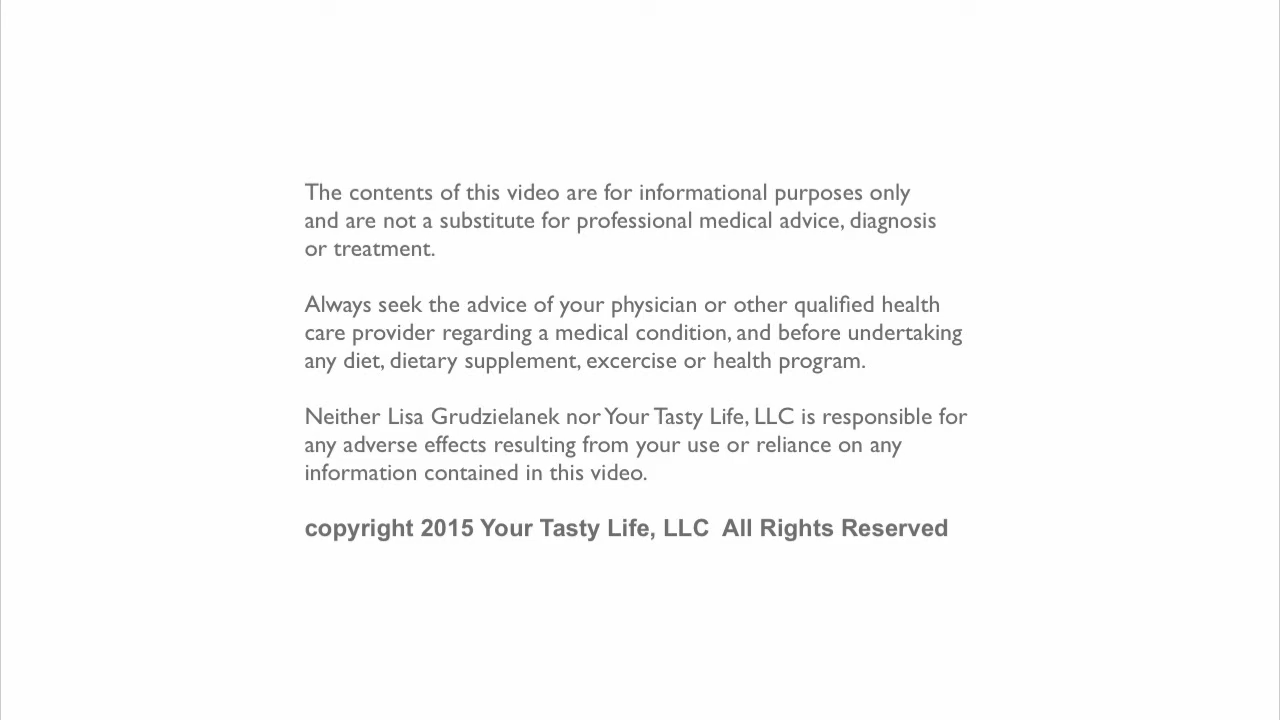 The contents of this video are for informational purposes only
and are not a substitute for professional medical advice, diagnosis
or treatment.
Always seek the advice of your physician or other qualified health
care provider regarding a medical condition, and before undertaking
any diet, dietary supplement, excercise or health program.
Neither Lisa Grudzielanek nor Your Tasty Life, LLC is responsible for
any adverse effects resulting from your use or reliance on any
information contained in this video.
copyright 2015 Your Tasty Life, LLC  All Rights Reserved